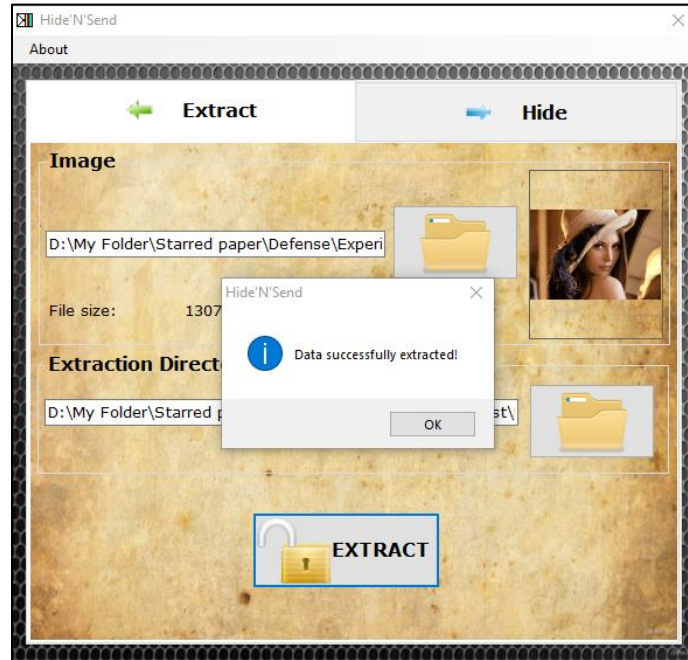 Hide'N'Send
About
Extract
Hide
Image
D:\My Folder\Starred paper\Defense\Experi
File size: 1307
Hide'N'Send
Data successfully extracted!
OK
Extraction Direct
D:\My Folder\Starred p
st\
EXTRACT